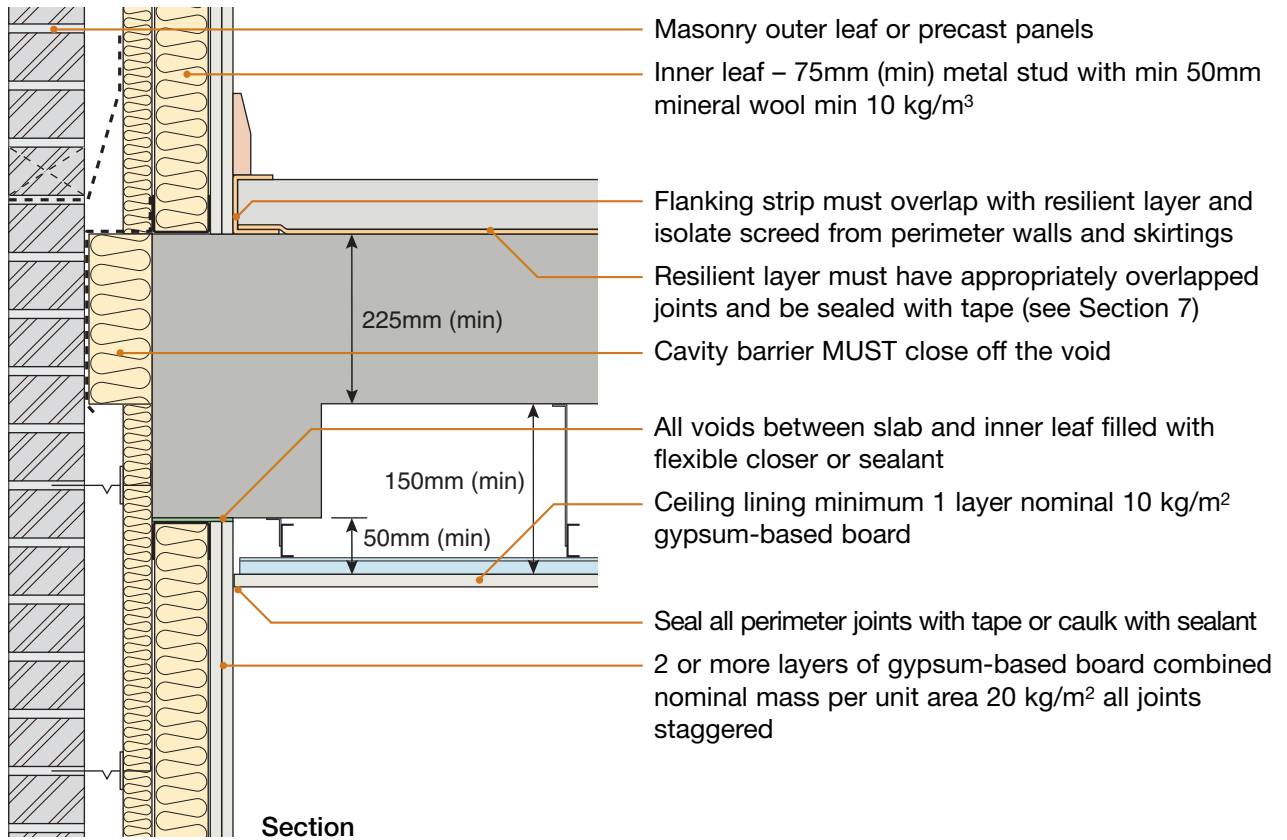 Masonry outer leaf or precast panels
Inner leaf – 75mm (min) metal stud with min 50mm
mineral wool min 10 kg/m³
Flanking strip must overlap with resilient layer and
isolate screed from perimeter walls and skirtings
Resilient layer must have appropriately overlapped
joints and be sealed with tape (see Section 7)
225mm (min)
Cavity barrier MUST close off the void
All voids between slab and inner leaf filled with
flexible closer or sealant
150mm (min)
Ceiling lining minimum 1 layer nominal 10 kg/m²
gypsum-based board
50mm (min)
Seal all perimeter joints with tape or caulk with sealant
2 or more layers of gypsum-based board combined
nominal mass per unit area 20 kg/m² all joints
staggered
Section